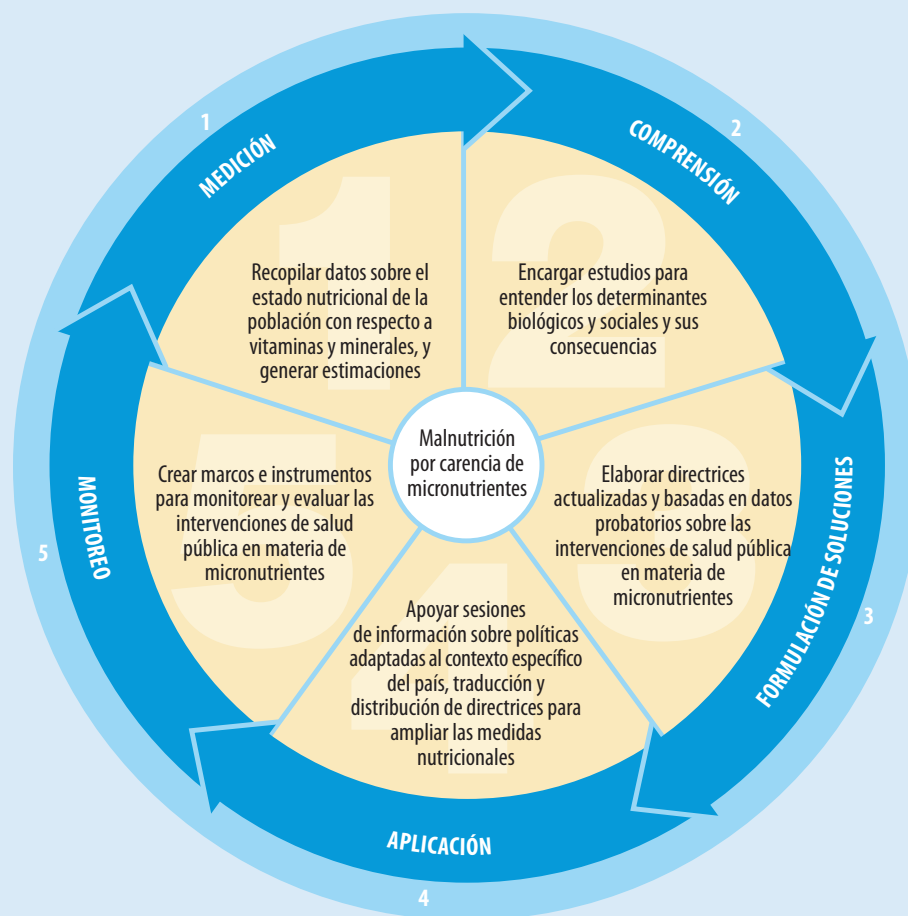 1
MEDICIÓN
1
Recopilar datos sobre el
estado nutricional de la
población con respecto a
vitaminas y minerales, y
generar estimaciones
2
COMPRENSIÓN
2
Encargar estudios para
entender los determinantes
biológicos y sociales y sus
consecuencias
3
FORMULACIÓN DE SOLUCIONES
3
Elaborar directrices
actualizadas y basadas en datos
probatorios sobre las
intervenciones de salud pública
en materia de
micronutrientes
4
APLICACIÓN
4
Apoyar sesiones
de información sobre políticas
adaptadas al contexto específico
del país, traducción y
distribución de directrices para
ampliar las medidas
nutricionales
5
MONITOREO
5
Crear marcos e instrumentos
para monitorear y evaluar las
intervenciones de salud
pública en materia de
micronutrientes
Malnutrición
por carencia de
micronutrientes